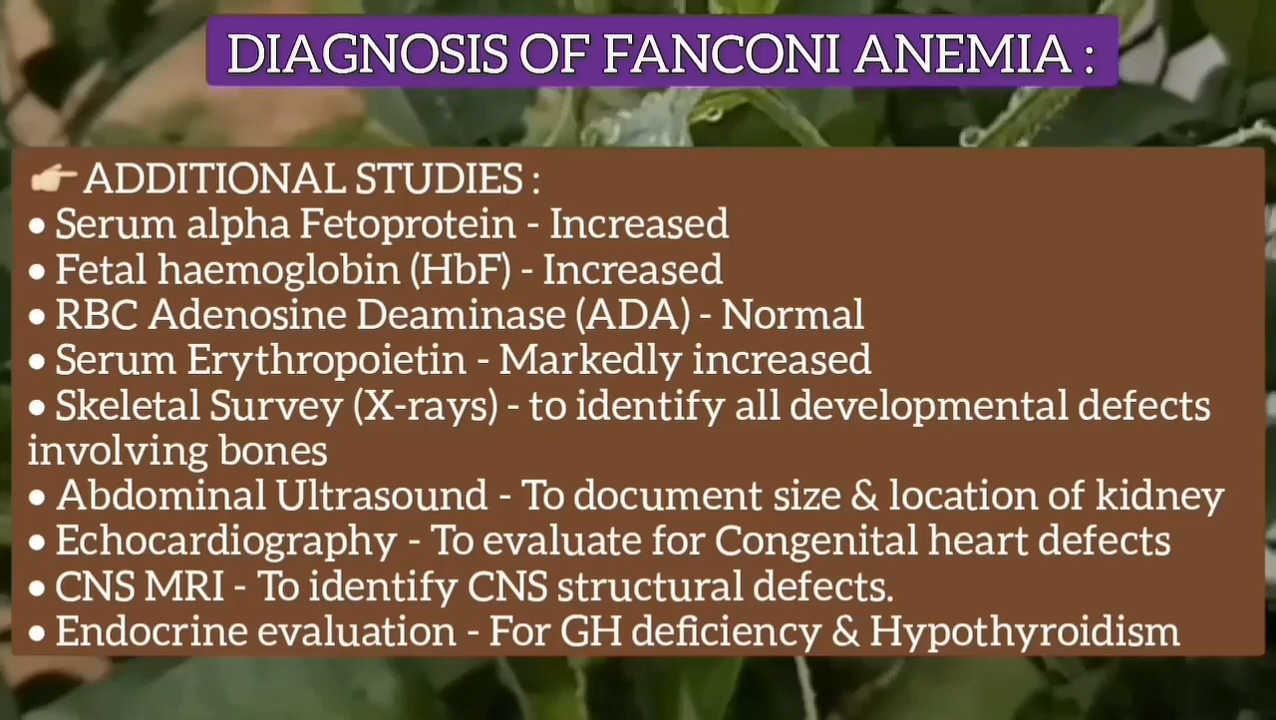 DIAGNOSIS OF FANCONI ANEMIA :
👉ADDITIONAL STUDIES :
• Serum alpha Fetoprotein - Increased
• Fetal haemoglobin (HbF) - Increased
• RBC Adenosine Deaminase (ADA) - Normal
• Serum Erythropoietin - Markedly increased
• Skeletal Survey (X-rays) - to identify all developmental defects
involving bones
• Abdominal Ultrasound - To document size & location of kidney
• Echocardiography - To evaluate for Congenital heart defects
• CNS MRI - To identify CNS structural defects.
• Endocrine evaluation - For GH deficiency & Hypothyroidism